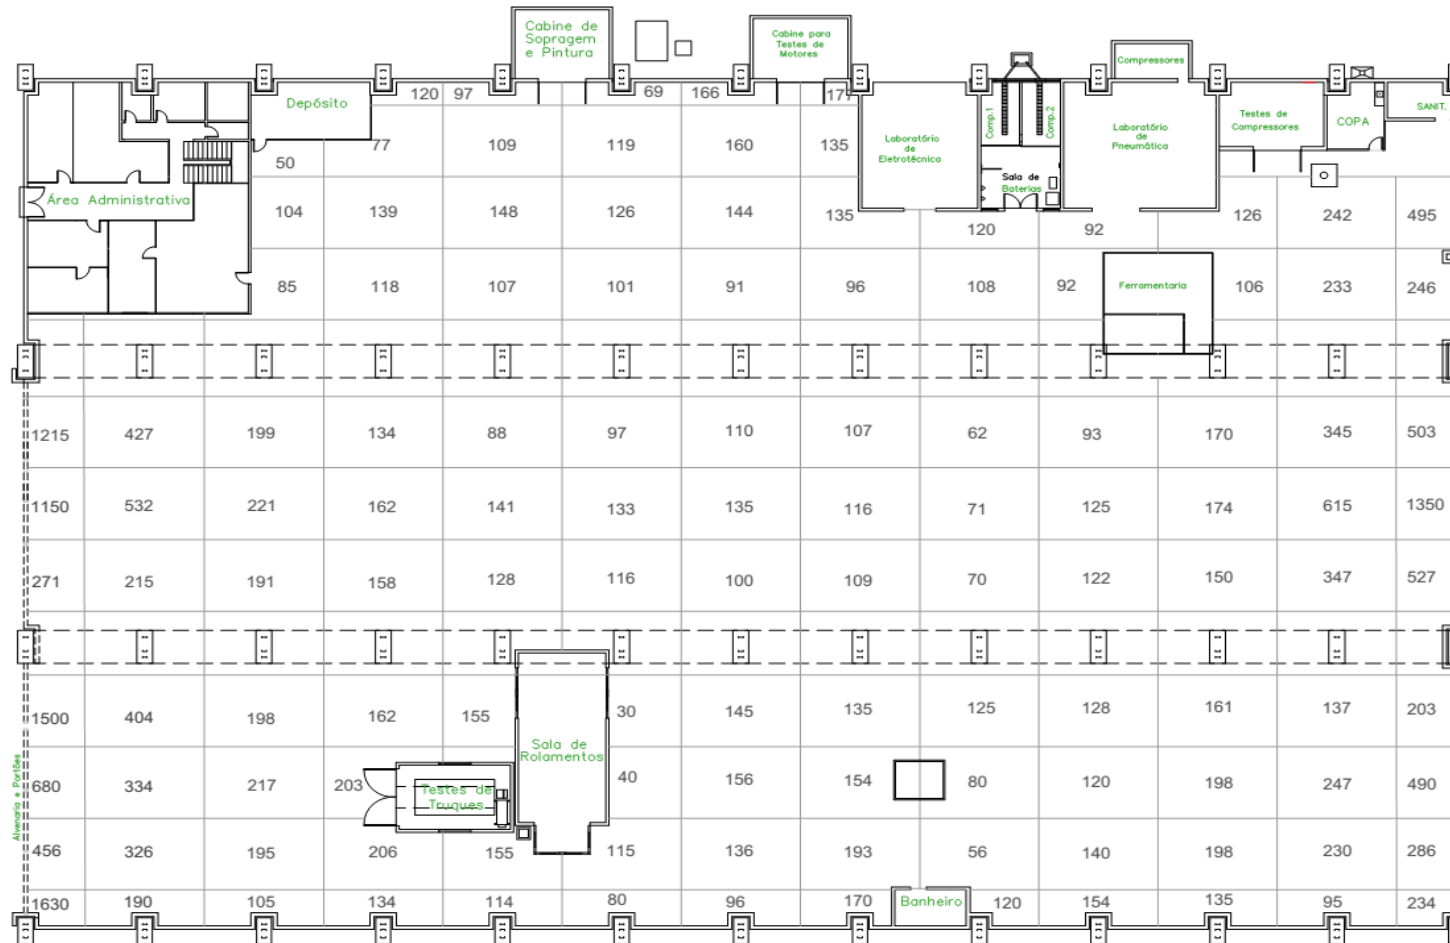 Cabine de
Sopragem
e Pintura
Cabine para
Testes de
Motores
Compressores
120 97 69 166 177
Depósito
Testes de
Compressores
COPA
SANIT.
Comp.1
Comp.2
Laboratório
de
Eletrotécnica
Laboratório
de
Pneumática
77 109 119 160 135
50
Sala de
Baterias
Área Administrativa
104 139 148 126 144 135 126 242 495
120 92
85 118 107 101 91 96 108 92 Ferramentaria 106 233 246
1215 427 199 134 88 97 110 107 62 93 170 345 503
1150 532 221 162 141 133 135 116 71 125 174 615 1350
271 215 191 158 128 116 100 109 70 122 150 347 527
1500 404 198 162 155 30 145 135 125 128 161 137 203
Sala de
Rolamentos
Alvenaria e Portões
680 334 217 203 40 156 154 80 120 198 247 490
Testes de
Truques
456 326 195 206 155 115 136 193 56 140 198 230 286
1630 190 105 134 114 80 96 170 Banheiro 120 154 135 95 234